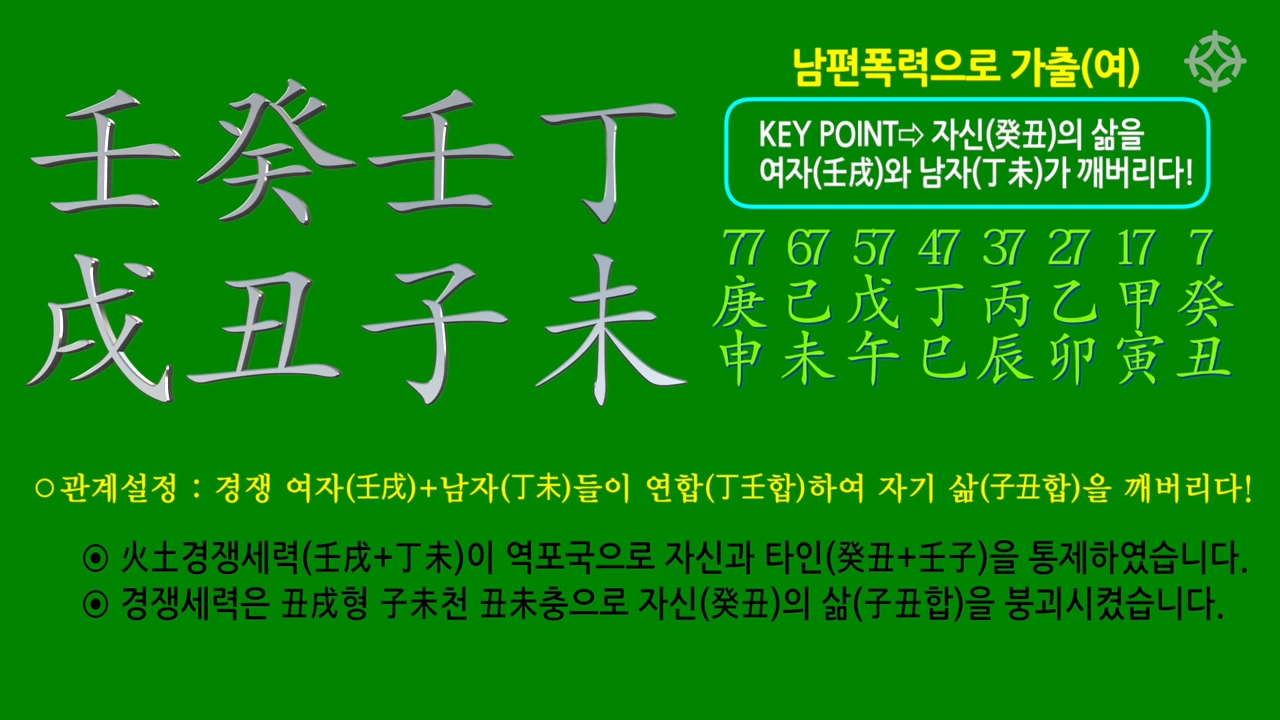 壬癸壬丁
戌丑子未
남편폭력으로 가출(여)
KEY POINT⇨ 자신(癸丑)의 삶을
여자(壬戌)와 남자(丁未)가 깨버리다!
77 67 57 47 37 27 17 7
庚己戊丁丙乙甲癸
申未午巳辰卯寅丑
○관계설정 : 경쟁 여자(壬戌)+남자(丁未)들이 연합(丁壬합)하여 자기 삶(子丑합)을 깨버리다!
◉ 火土경쟁세력(壬戌+丁未)이 역포국으로 자신과 타인(癸丑+壬子)을 통제하였습니다.
◉ 경쟁세력은 丑戌형 子未천 丑未충으로 자신(癸丑)의 삶(子丑합)을 붕괴시켰습니다.